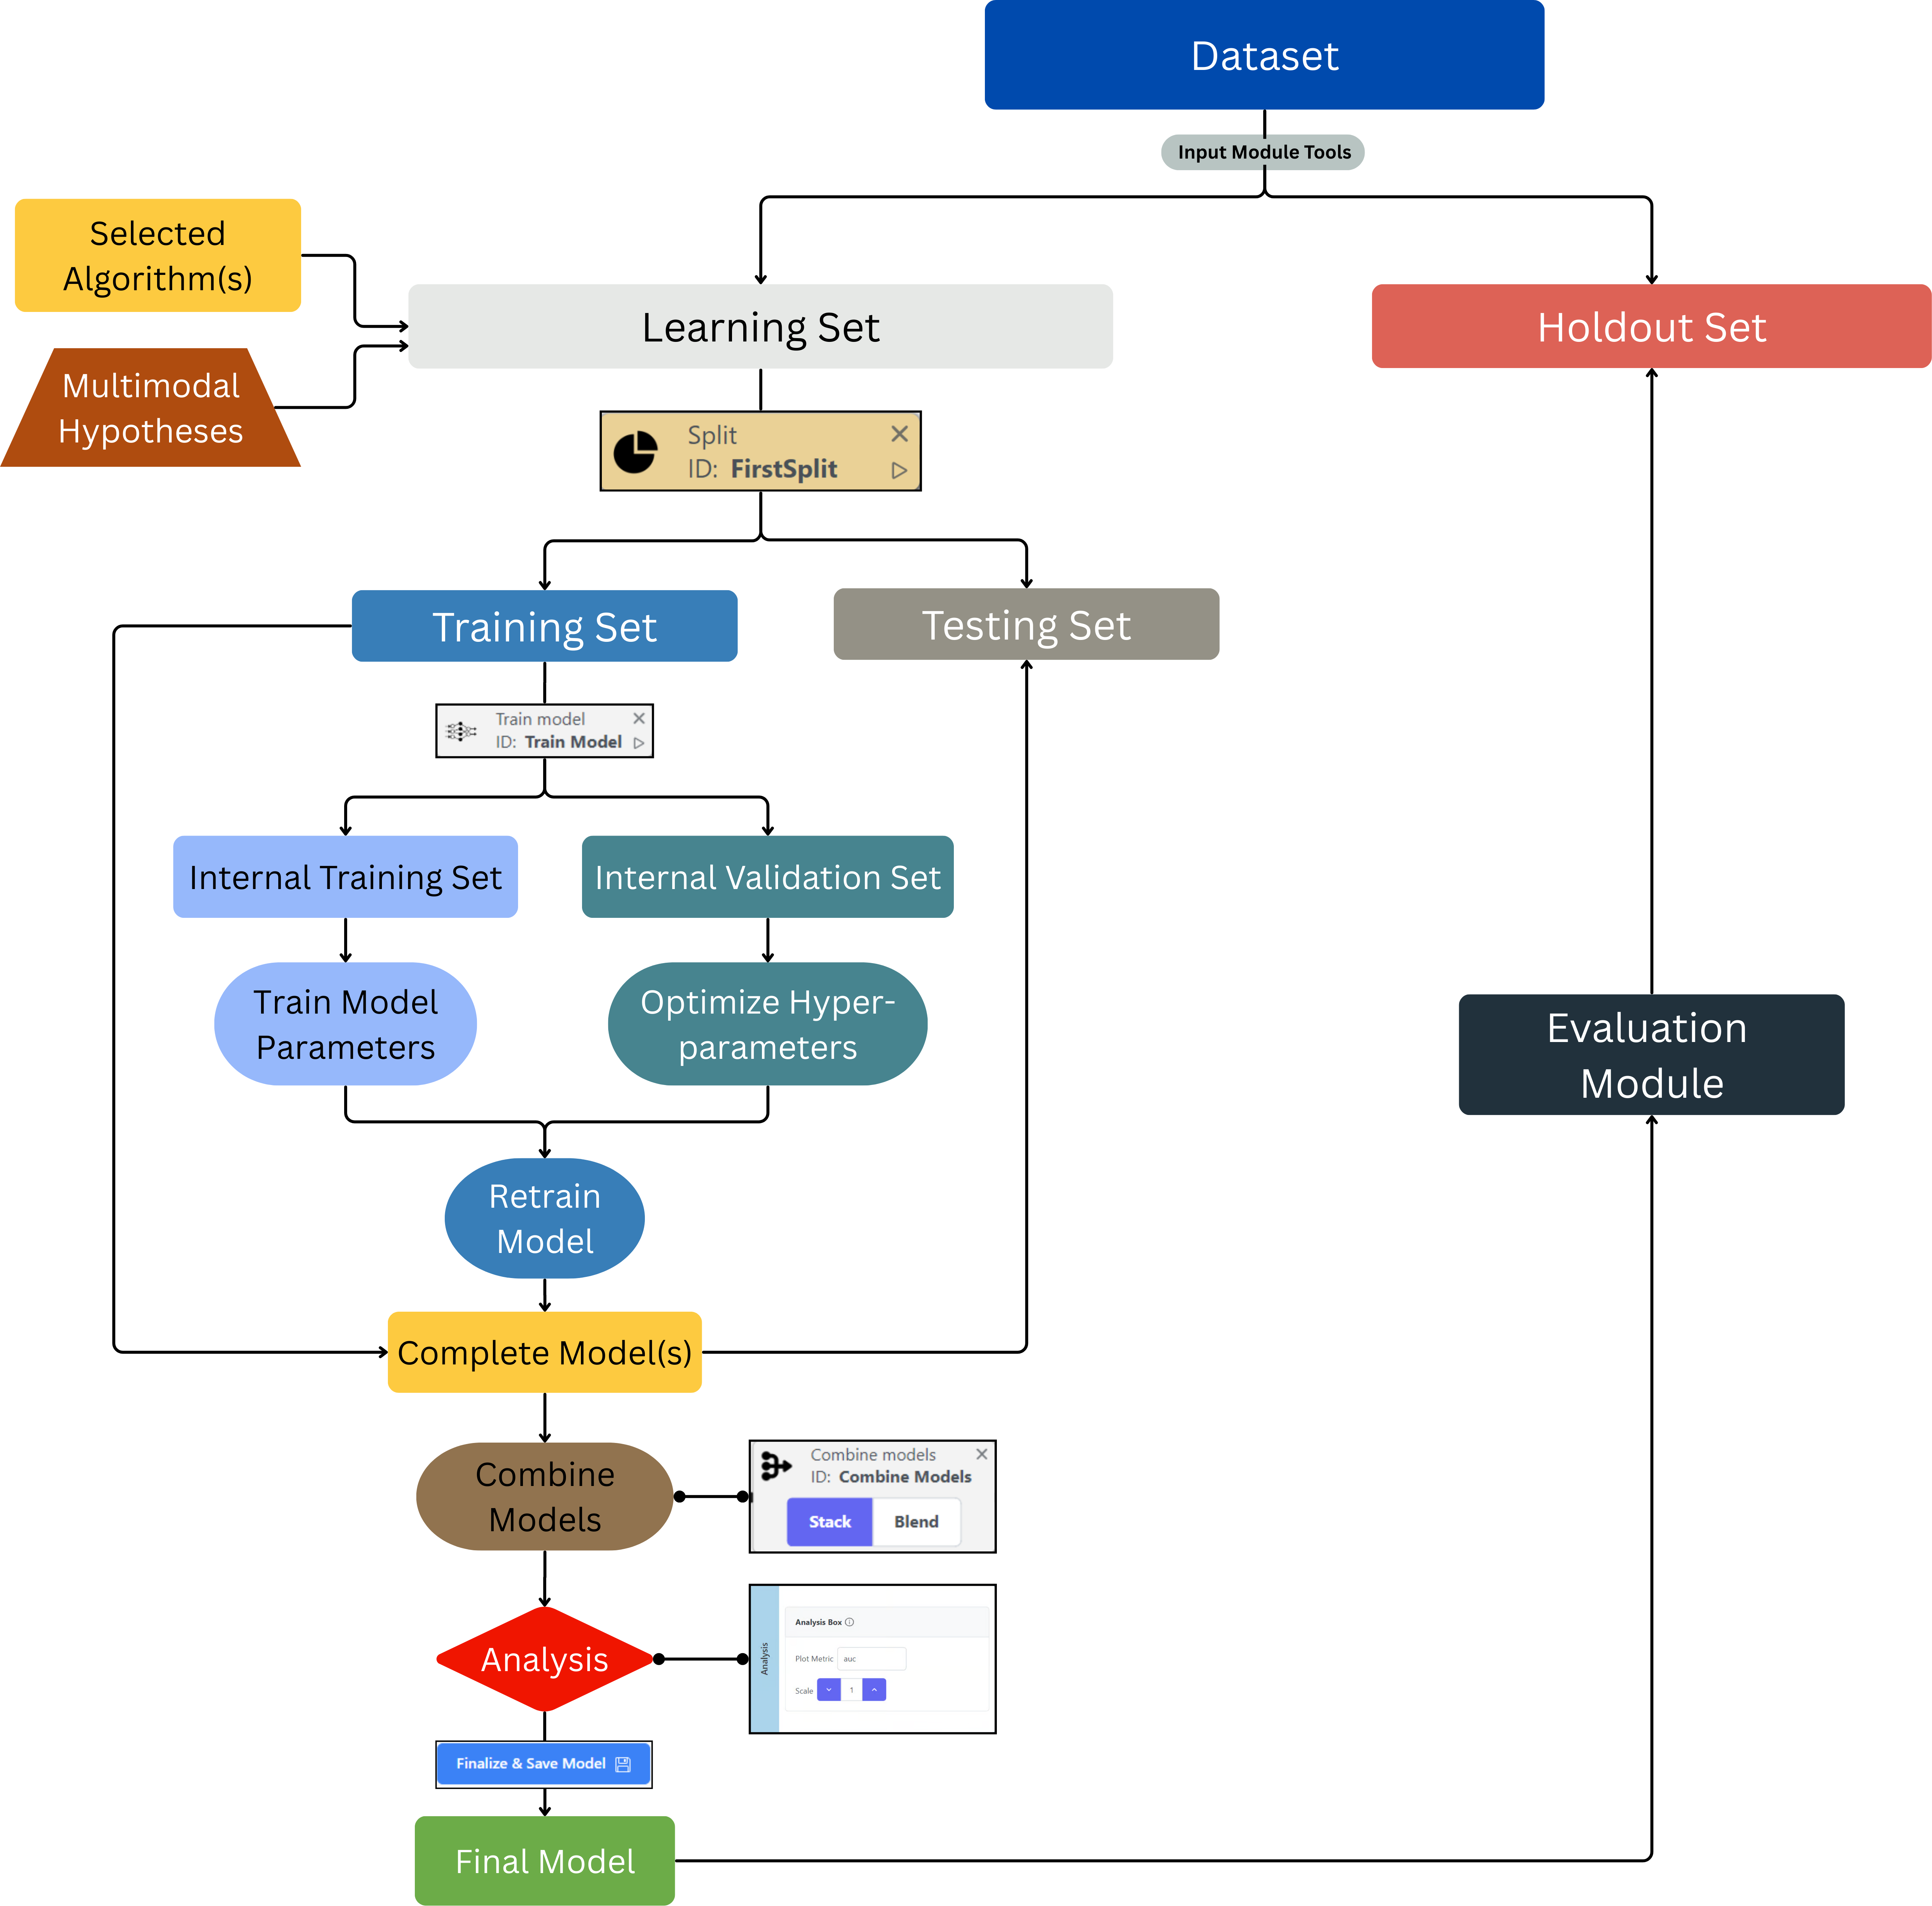 Dataset
Input Module Tools
Selected
Algorithm(s)
Multimodal
Hypotheses
Learning Set
Holdout Set
Split
ID: FirstSplit
Training Set
Testing Set
Train model
ID: Train Model
Internal Training Set
Internal Validation Set
Train Model
Parameters
Optimize Hyper-
parameters
Evaluation
Module
Retrain
Model
Complete Model(s)
Combine
Models
Combine models
ID: Combine Models
Stack Blend
Analysis
Analysis
Analysis Box
Plot Metric auc
Scale 1
Finalize & Save Model
Final Model